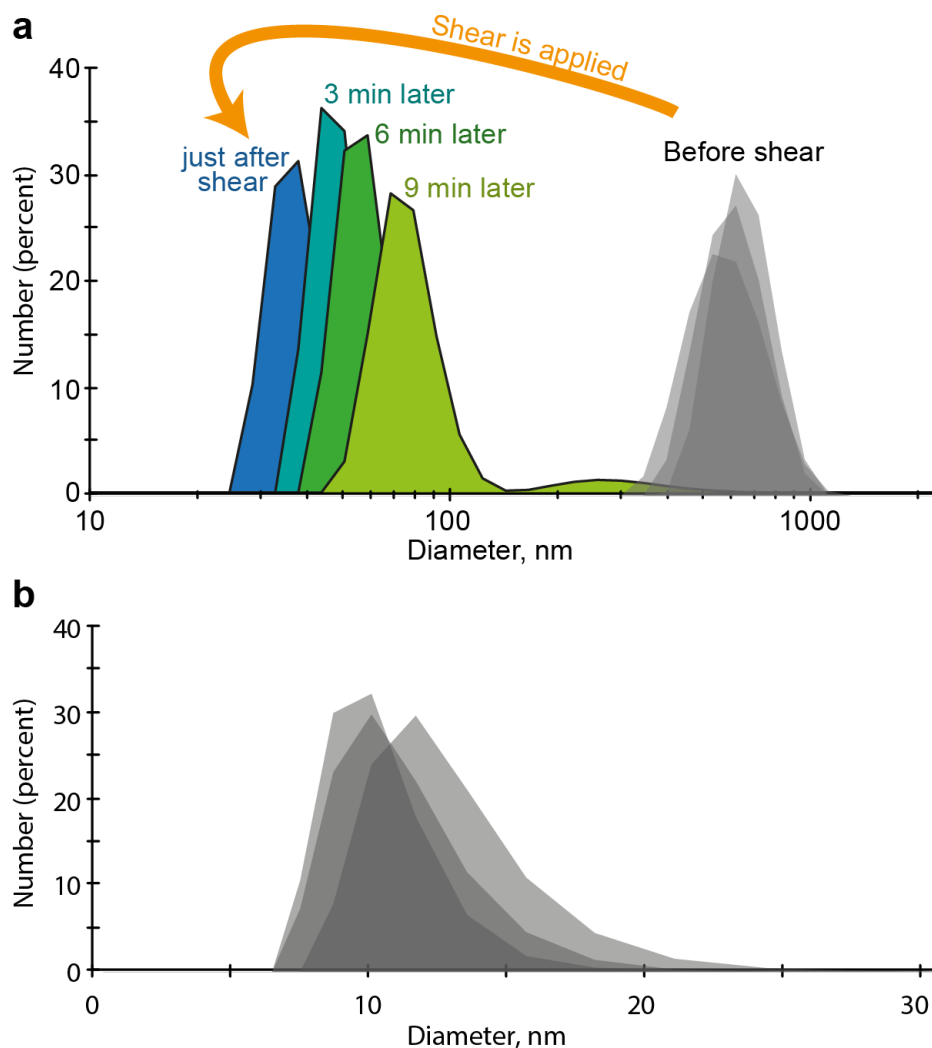 a
Shear is applied
40
30
20
10
0
Number (percent)
just after
shear
3 min later
6 min later
9 min later
Before shear
10
100
1000
Diameter, nm
b
40
30
20
10
0
Number (percent)
0
10
20
30
Diameter, nm